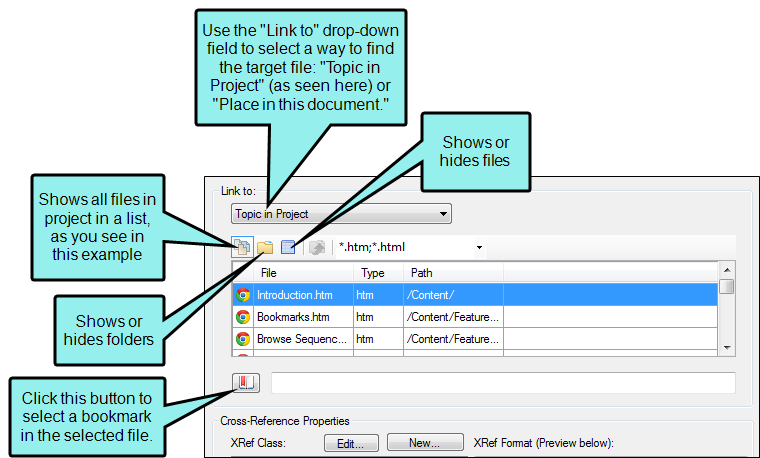 Use the "Link to" drop-down
field to select a way to find
the target file: "Topic in
Project" (as seen here) or
"Place in this document."
Shows or
hides files
Shows all files in
project in a list,
as you see in
this example
Shows or
hides folders
Click this button to
select a bookmark
in the selected file.
Link to:
Topic in Project
*.htm;*.html
File Type Path
Introduction.htm htm /Content/
Bookmarks.htm htm /Content/Feature...
Browse Sequenc... htm /Content/Feature...
Cross-Reference Properties
XRef Class: Edit... New... XRef Format (Preview below):